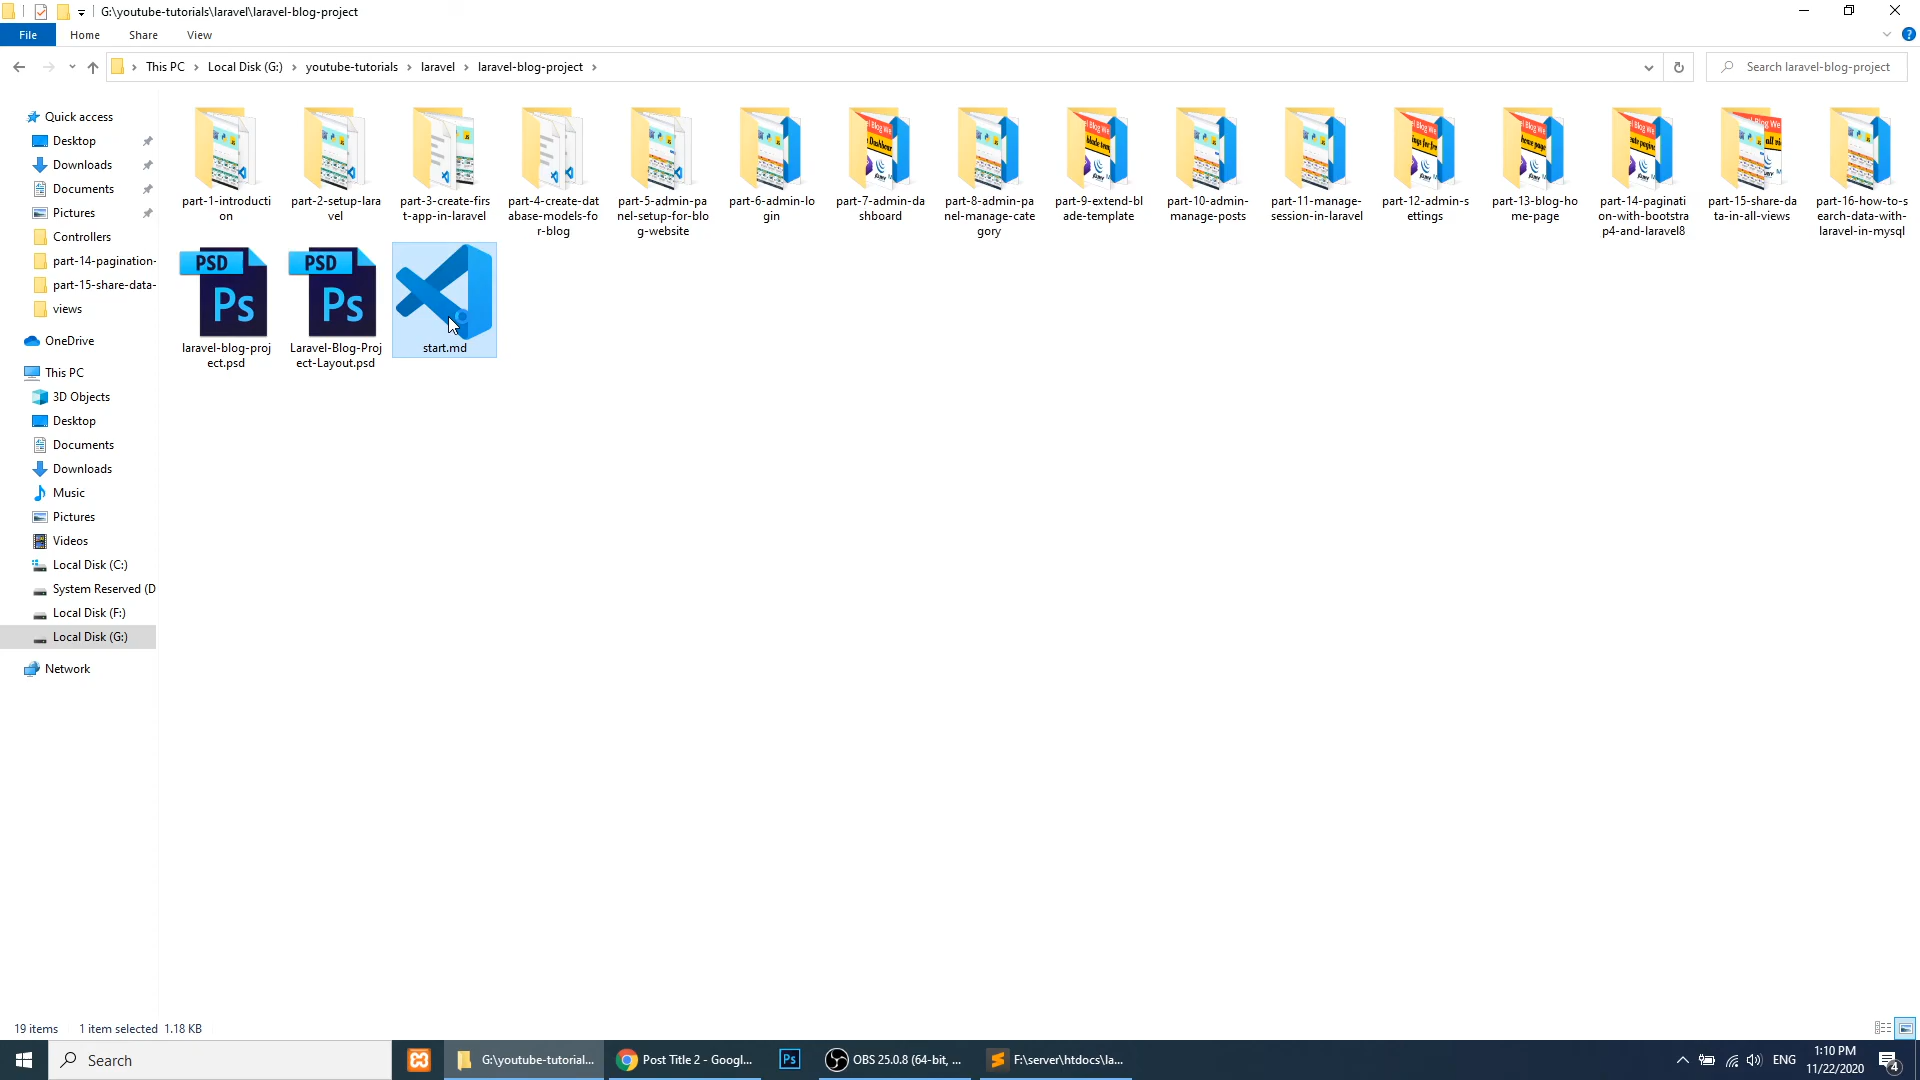 G:\youtube-tutorials\laravel\laravel-blog-project
File
Home
Share
View
This PC
Local Disk (G:)
youtube-tutorials
laravel
laravel-blog-project
Search laravel-blog-project
Quick access
Desktop
Downloads
Documents
Pictures
Controllers
part-14-pagination-
part-15-share-data-
views
OneDrive
This PC
3D Objects
Desktop
Documents
Downloads
Music
Pictures
Videos
Local Disk (C:)
System Reserved (D
Local Disk (F:)
Local Disk (G:)
Network
part-1-introducti
on
part-2-setup-lara
vel
part-3-create-firs
t-app-in-laravel
part-4-create-dat
abase-models-fo
r-blog
part-5-admin-pa
nel-setup-for-blo
g-website
part-6-admin-lo
gin
part-7-admin-da
shboard
part-8-admin-pa
nel-manage-cate
gory
part-9-extend-bl
ade-template
part-10-admin-
manage-posts
part-11-manage-
session-in-laravel
part-12-admin-s
ettings
part-13-blog-ho
me-page
part-14-paginati
on-with-bootstra
p4-and-laravel8
part-15-share-da
ta-in-all-views
part-16-how-to-s
earch-data-with-
laravel-in-mysql
PSD
Ps
laravel-blog-proj
ect.psd
PSD
Ps
Laravel-Blog-Proj
ect-Layout.psd
start.md
19 items
1 item selected 1.18 KB
Search
G:\youtube-tutorial...
Post Title 2 - Googl...
Ps
OBS 25.0.8 (64-bit, ...
F:\server\htdocs\la...
ENG
1:10 PM
11/22/2020
4